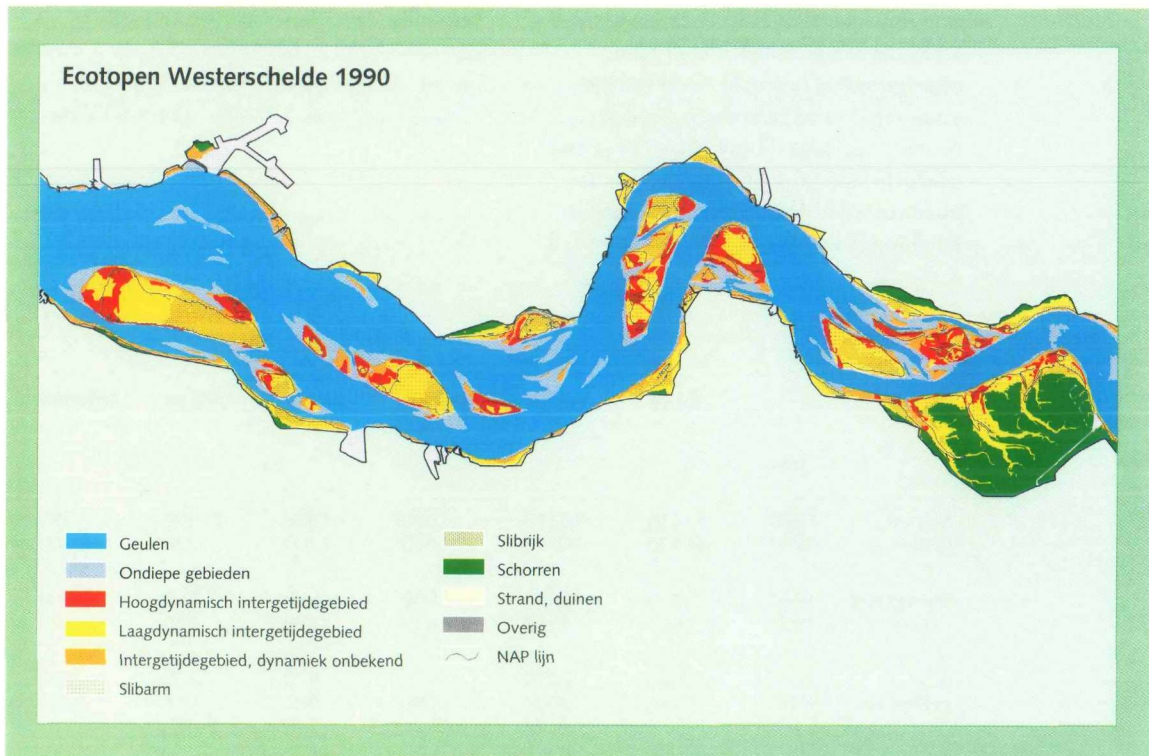 Ecotopen Westerschelde 1990
Geulen
Ondiepe gebieden
Hoogdynamisch intergetijdegebied
Laagdynamisch intergetijdegebied
Intergetijdegebied, dynamiek onbekend
Slibarm
Slibrijk
Schorren
Strand, duinen
Overig
NAP lijn